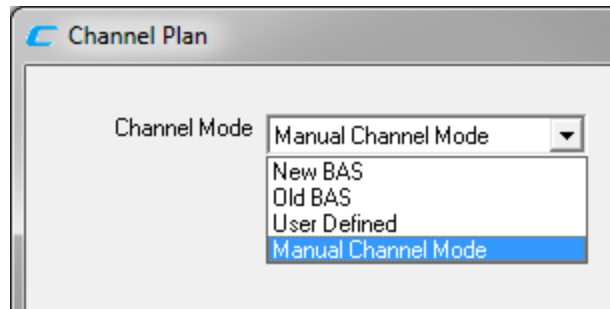 Channel Plan
Channel Mode Manual Channel Mode
New BAS
Old BAS
User Defined
Manual Channel Mode